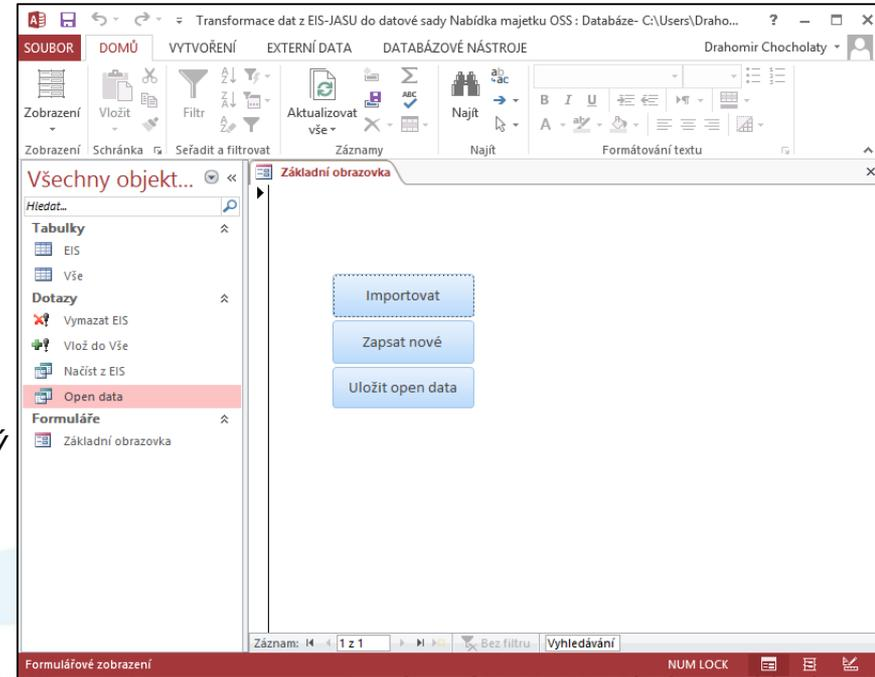 Transformace dat z EIS-JASU do datové sady Nabídka majetku OSS : Databáze- C:\Users\Draho... ?
SOUBOR DOMŮ VYTVOŘENÍ EXTERNÍ DATA DATABÁZOVÉ NÁSTROJE Drahomir Chocholaty
Zobrazení Vložit Filtr Aktualizovat vše Najít
B I U
A
Zobrazení Schránka Seřadit a filtrovat Záznamy Najít Formátování textu
Všechny objekt... «
Základní obrazovka
Hledat...
Tabulky
EIS
Vše
Dotazy
Vymazat EIS
Vlož do Vše
Načíst z EIS
Open data
Formuláře
Základní obrazovka
Importovat
Zapsat nové
Uložit open data
ý
Záznam: 1 z 1 Bez filtru Vyhledávání
Formulářové zobrazení NUM LOCK